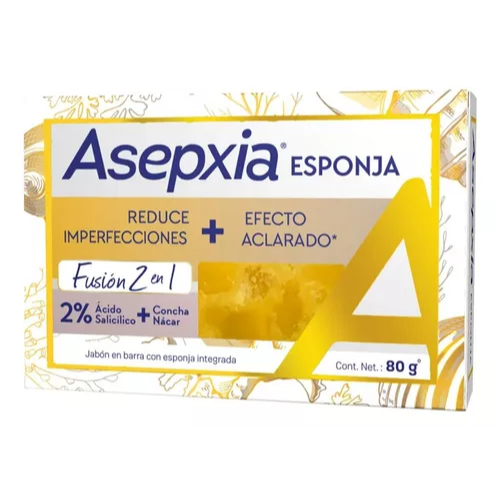 Asepxia® ESPONJA
REDUCE
IMPERFECCIONES
+
EFECTO
ACLARADO*
Fusión 2 en 1
2% Ácido
Salicílico + Concha
Nácar
Jabón en barra con esponja integrada
Cont. Net.: 80 g°
A